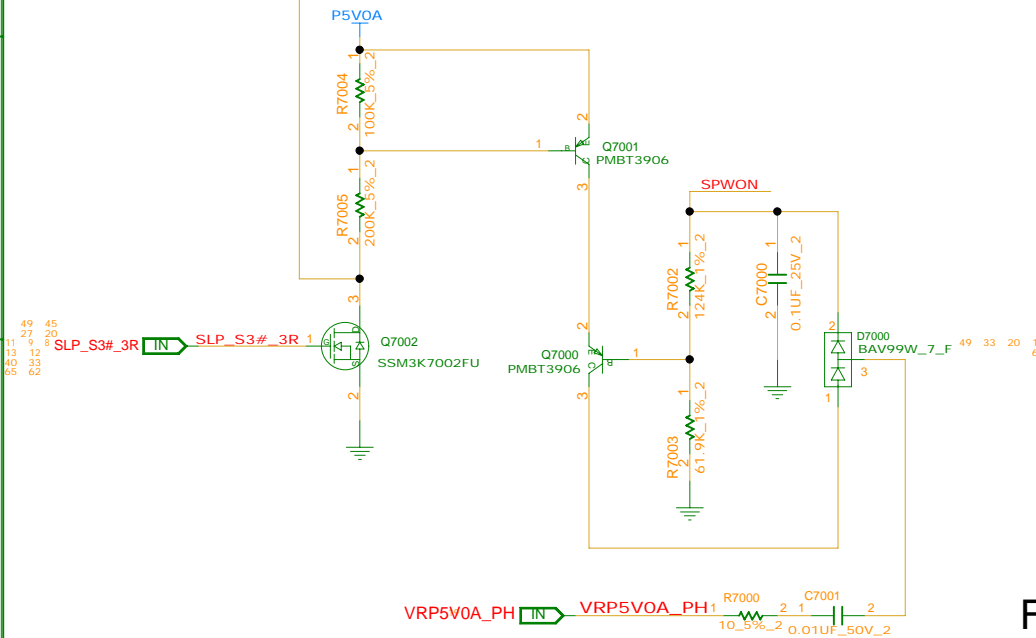 P5V0A
1
R7004
100K_5%_2
2
2
1
B
E
C
Q7001
PMBT3906
3
1
R7005
200K_5%_2
2
SPWON
1
R7002
124K_1%_2
2
1
C7000
0.1UF_25V_2
2
3
49 45
27 20
11 9 8
13 12
40 33
65 62
SLP_S3#_3R
IN
SLP_S3#_3R
1
G
D
S
Q7002
SSM3K7002FU
2
2
Q7000
PMBT3906
E
C
B
1
3
1
R7003
61.9K_1%_2
2
2
D7000
BAV99W_7_F
3
1
49 33 20
VRP5V0A_PH
IN
VRP5V0A_PH
1
R7000
2
10_5%_2
1
C7001
2
0.01UF_50V_2